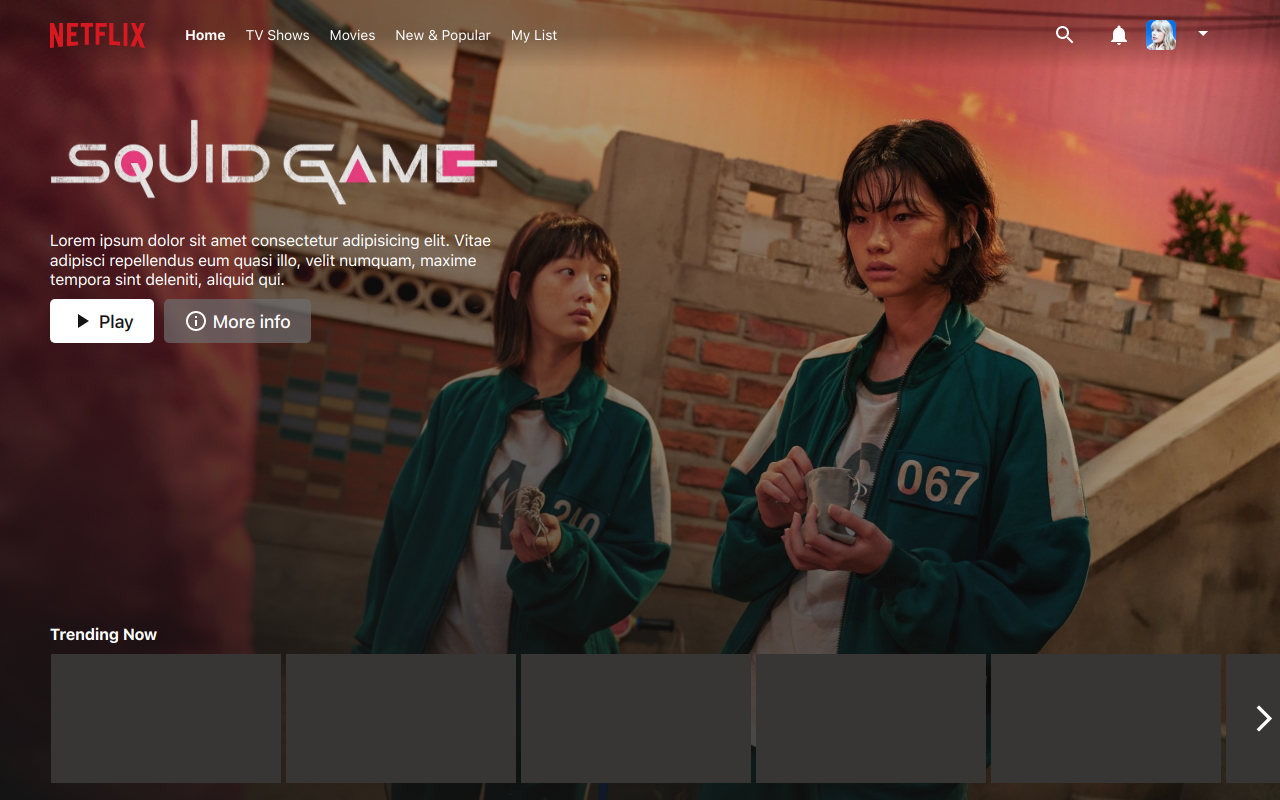 NETFLIX
Home TV Shows Movies New & Popular My List
SQUID GAME
Lorem ipsum dolor sit amet consectetur adipisicing elit. Vitae
adipisci repellendus eum quasi illo, velit numquam, maxime
tempora sint deleniti, aliquid qui.
Play More info
067
Trending Now